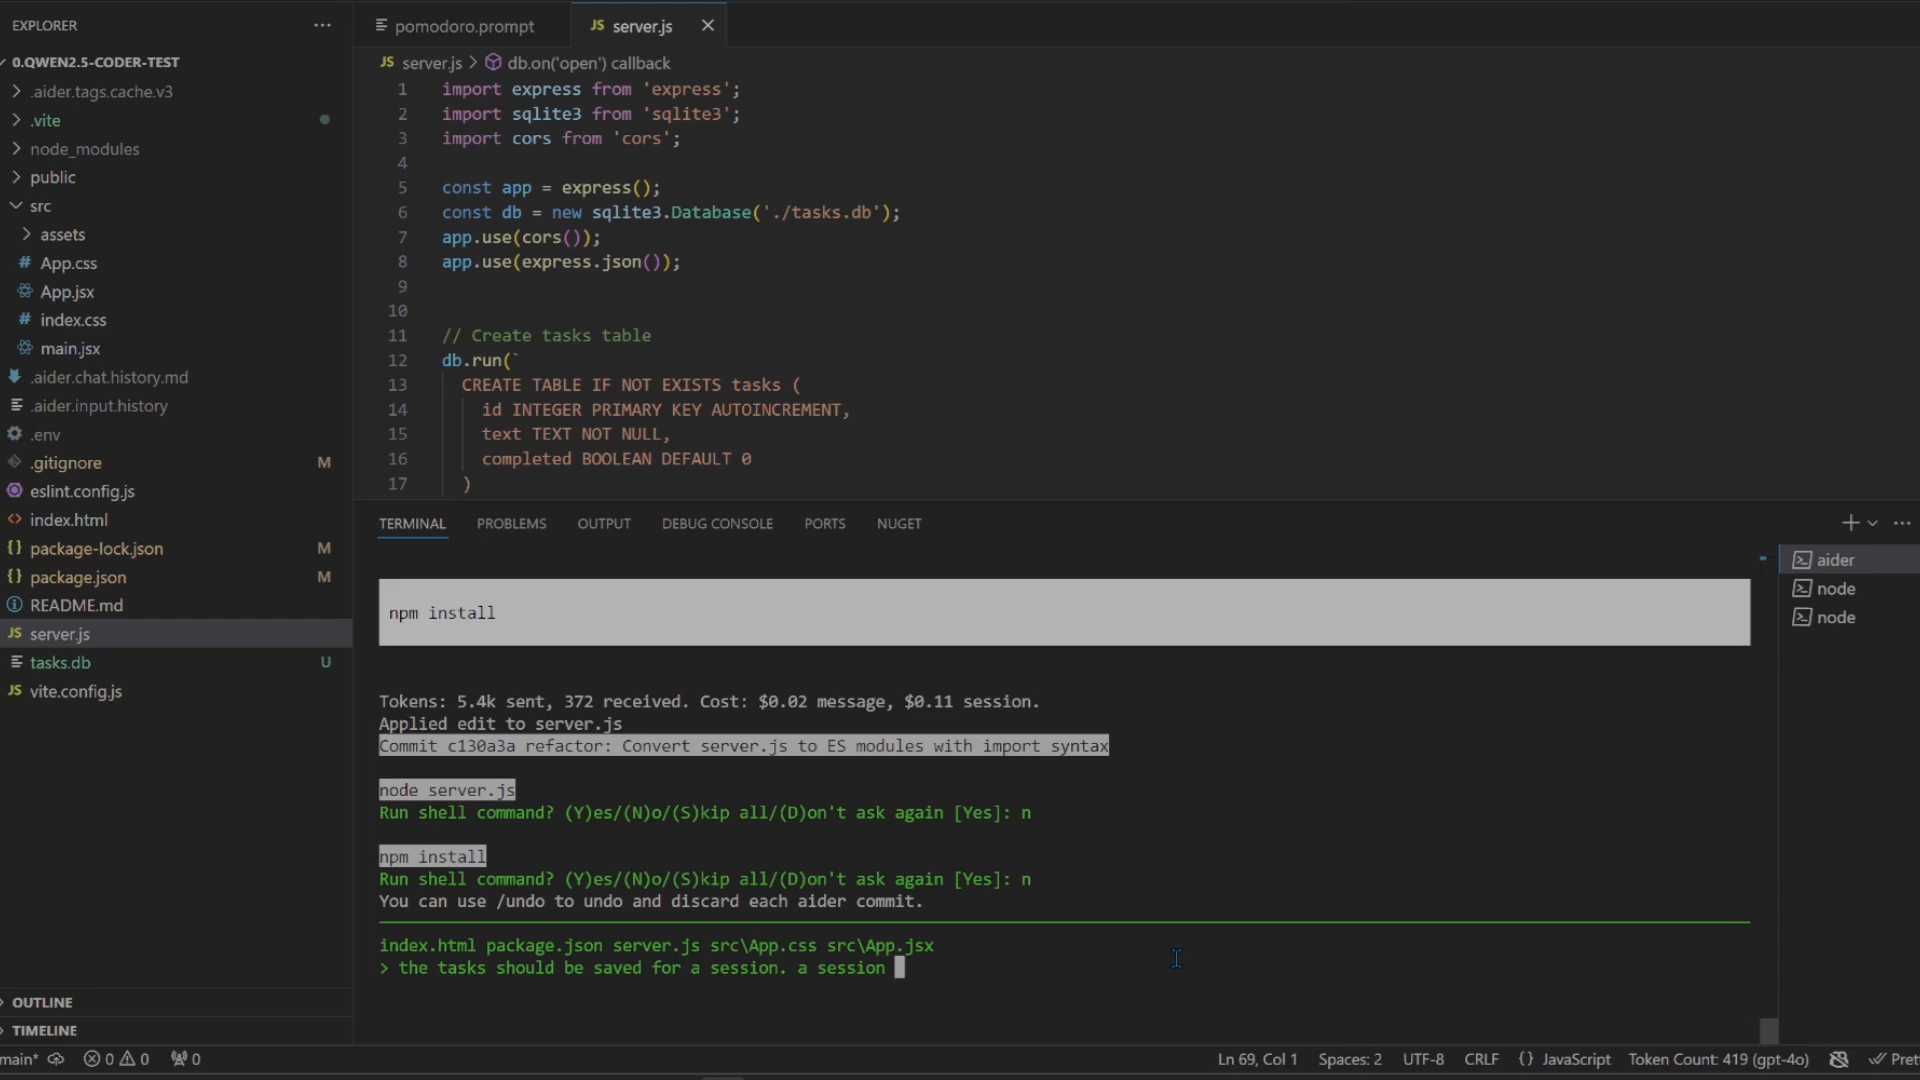 EXPLORER
0.QWEN2.5-CODER-TEST
.aider.tags.cache.v3
.vite
node_modules
public
src
assets
# App.css
App.jsx
# index.css
main.jsx
.aider.chat.history.md
.aider.input.history
.env
.gitignore M
eslint.config.js
<> index.html
{} package-lock.json M
{} package.json M
README.md
JS server.js
tasks.db U
JS vite.config.js
OUTLINE
TIMELINE
pomodoro.prompt
JS server.js
JS server.js > db.on('open') callback
1 import express from 'express';
2 import sqlite3 from 'sqlite3';
3 import cors from 'cors';
4
5 const app = express();
6 const db = new sqlite3.Database('./tasks.db');
7 app.use(cors());
8 app.use(express.json());
9
10
11 // Create tasks table
12 db.run(`
13 CREATE TABLE IF NOT EXISTS tasks (
14 id INTEGER PRIMARY KEY AUTOINCREMENT,
15 text TEXT NOT NULL,
16 completed BOOLEAN DEFAULT 0
17 )
TERMINAL PROBLEMS OUTPUT DEBUG CONSOLE PORTS NUGET
npm install
Tokens: 5.4k sent, 372 received. Cost: $0.02 message, $0.11 session.
Applied edit to server.js
Commit c130a3a refactor: Convert server.js to ES modules with import syntax
node server.js
Run shell command? (Y)es/(N)o/(S)kip all/(D)on't ask again [Yes]: n
npm install
Run shell command? (Y)es/(N)o/(S)kip all/(D)on't ask again [Yes]: n
You can use /undo to undo and discard each aider commit.
index.html package.json server.js src\App.css src\App.jsx
> the tasks should be saved for a session. a session
aider
node
node
main* 0 0 0
Ln 69, Col 1 Spaces: 2 UTF-8 CRLF {} JavaScript Token Count: 419 (gpt-4o) Pret